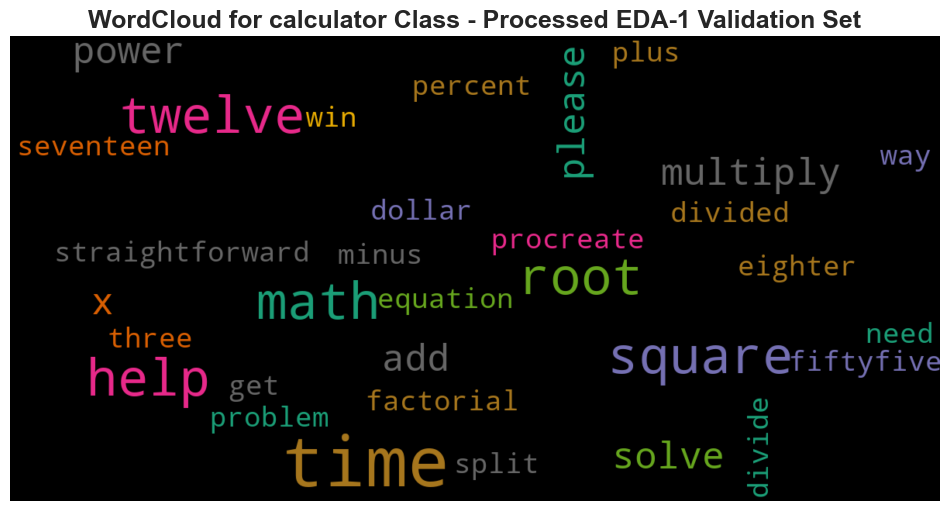 WordCloud for calculator Class - Processed EDA-1 Validation Set
power
plus
please
percent
twelve
win
seventeen
way
multiply
dollar
divided
procreate
straightforward
minus
eighter
root
math
equation
x
three
need
add
square
fiftyfive
help
get
factorial
problem
divide
time
split
solve